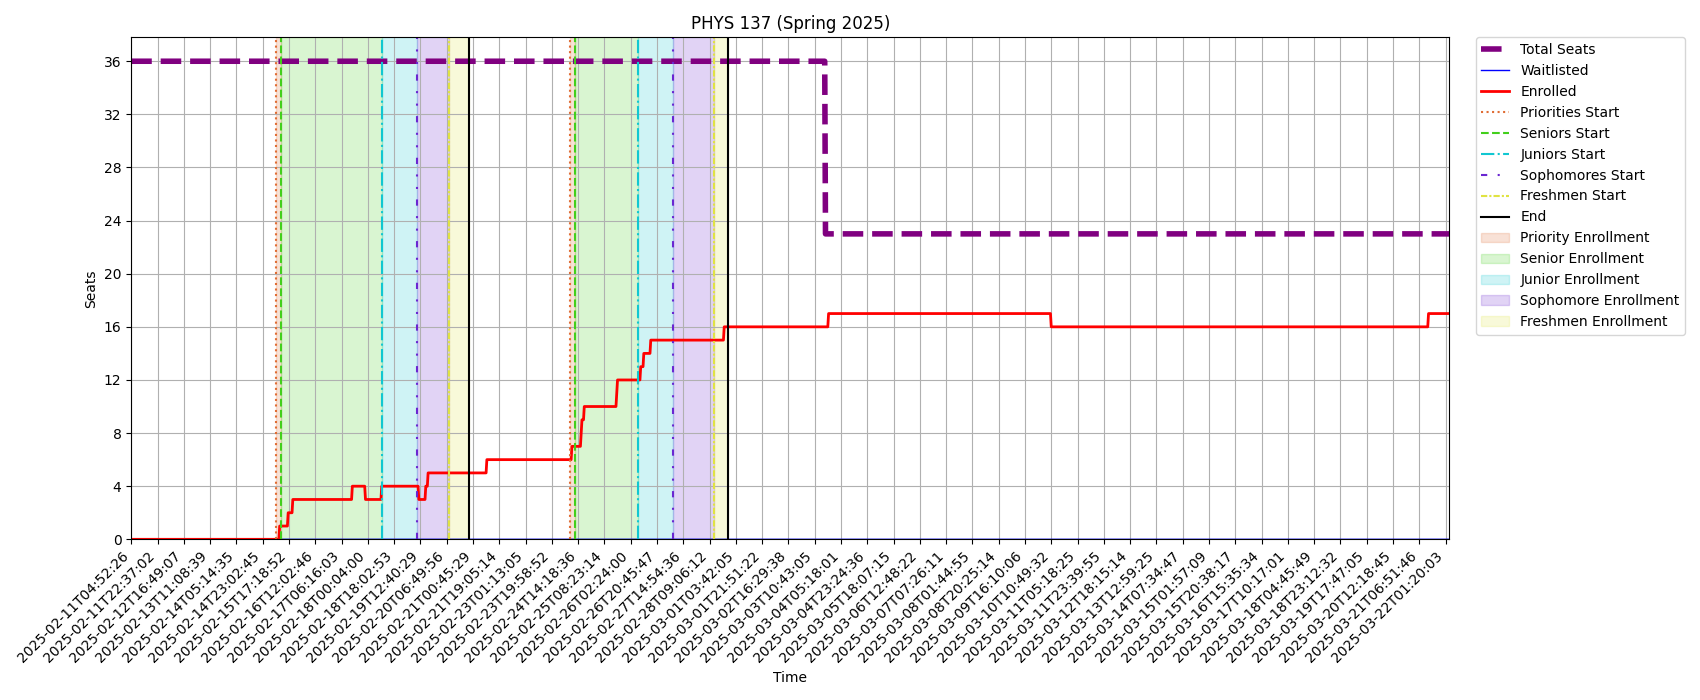 PHYS 137 (Spring 2025)
Seats
36
32
28
24
20
16
12
8
4
0
2025-02-11T04:52:26
2025-02-11T22:37:02
2025-02-12T16:49:07
2025-02-13T11:08:39
2025-02-14T05:14:35
2025-02-14T23:02:45
2025-02-15T17:18:52
2025-02-16T12:02:46
2025-02-17T06:16:03
2025-02-18T00:04:00
2025-02-18T18:02:53
2025-02-19T12:40:29
2025-02-20T06:49:56
2025-02-21T00:45:29
2025-02-21T19:05:14
2025-02-23T01:13:05
2025-02-23T19:58:52
2025-02-24T14:18:36
2025-02-25T08:23:14
2025-02-26T02:24:00
2025-02-26T20:45:47
2025-02-27T14:54:36
2025-02-28T09:06:12
2025-03-01T03:42:05
2025-03-01T21:51:22
2025-03-02T16:29:38
2025-03-03T10:43:05
2025-03-04T05:18:01
2025-03-04T23:24:36
2025-03-05T18:07:15
2025-03-06T12:48:22
2025-03-07T07:26:11
2025-03-08T01:44:55
2025-03-08T20:25:14
2025-03-09T16:10:06
2025-03-10T10:49:32
2025-03-11T05:18:25
2025-03-11T23:39:55
2025-03-12T18:15:14
2025-03-13T12:59:25
2025-03-14T07:34:47
2025-03-15T01:57:09
2025-03-15T20:38:17
2025-03-16T15:35:34
2025-03-17T10:17:01
2025-03-18T04:45:49
2025-03-18T23:12:32
2025-03-19T17:47:05
2025-03-20T12:18:45
2025-03-21T06:51:46
2025-03-22T01:20:03
Time
Total Seats
Waitlisted
Enrolled
Priorities Start
Seniors Start
Juniors Start
Sophomores Start
Freshmen Start
End
Priority Enrollment
Senior Enrollment
Junior Enrollment
Sophomore Enrollment
Freshmen Enrollment